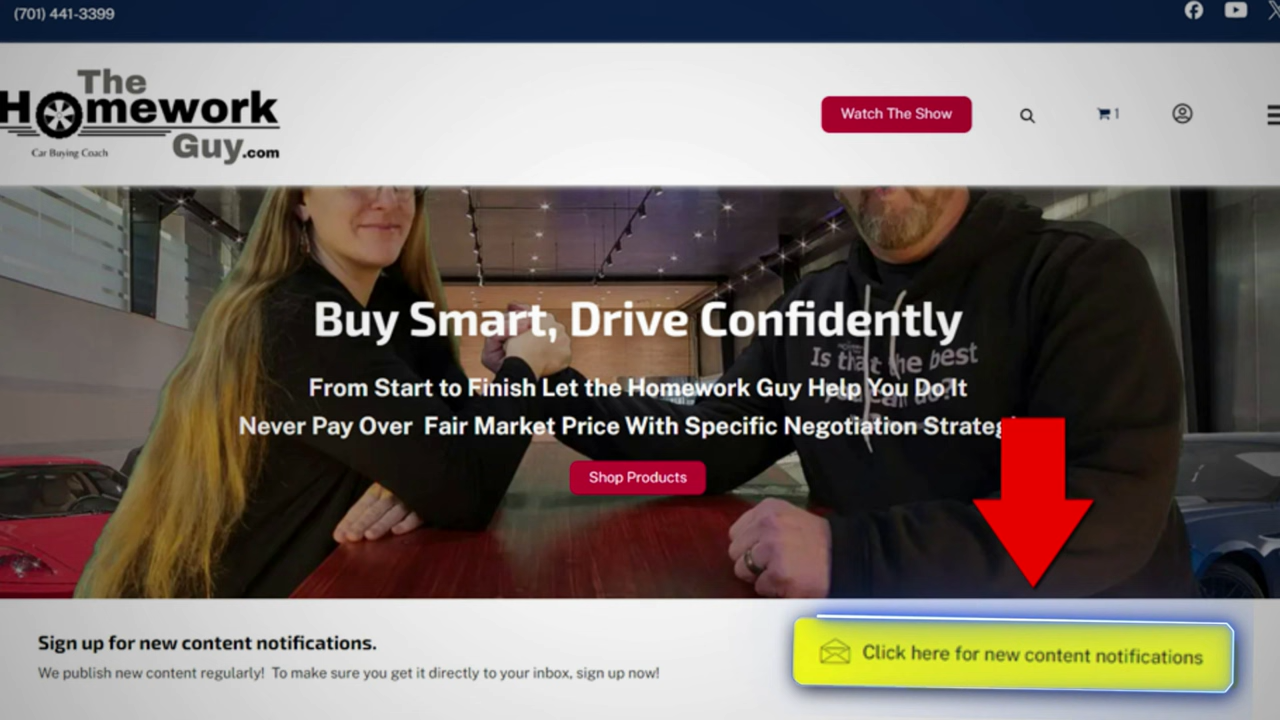 (701) 441-3399
The
Homework
Guy.com
Car Buying Coach
Watch The Show
1
Buy Smart, Drive Confidently
Is that the best
you can do?
From Start to Finish Let the Homework Guy Help You Do It
Never Pay Over Fair Market Price With Specific Negotiation
Shop Products
Sign up for new content notifications.
We publish new content regularly! To make sure you get it directly to your inbox, sign up now!
Click here for new content notifications